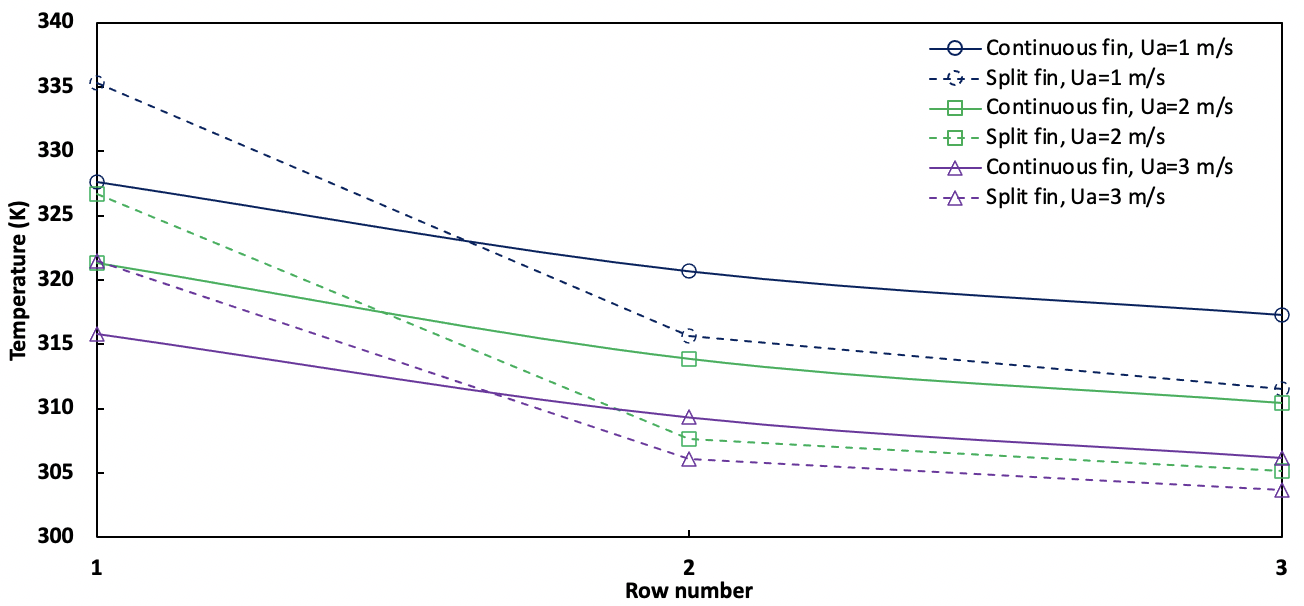 340
335
330
325
320
315
310
305
300
Temperature (K)
1
2
3
Row number
Continuous fin, Ua=1 m/s
Split fin, Ua=1 m/s
Continuous fin, Ua=2 m/s
Split fin, Ua=2 m/s
Continuous fin, Ua=3 m/s
Split fin, Ua=3 m/s